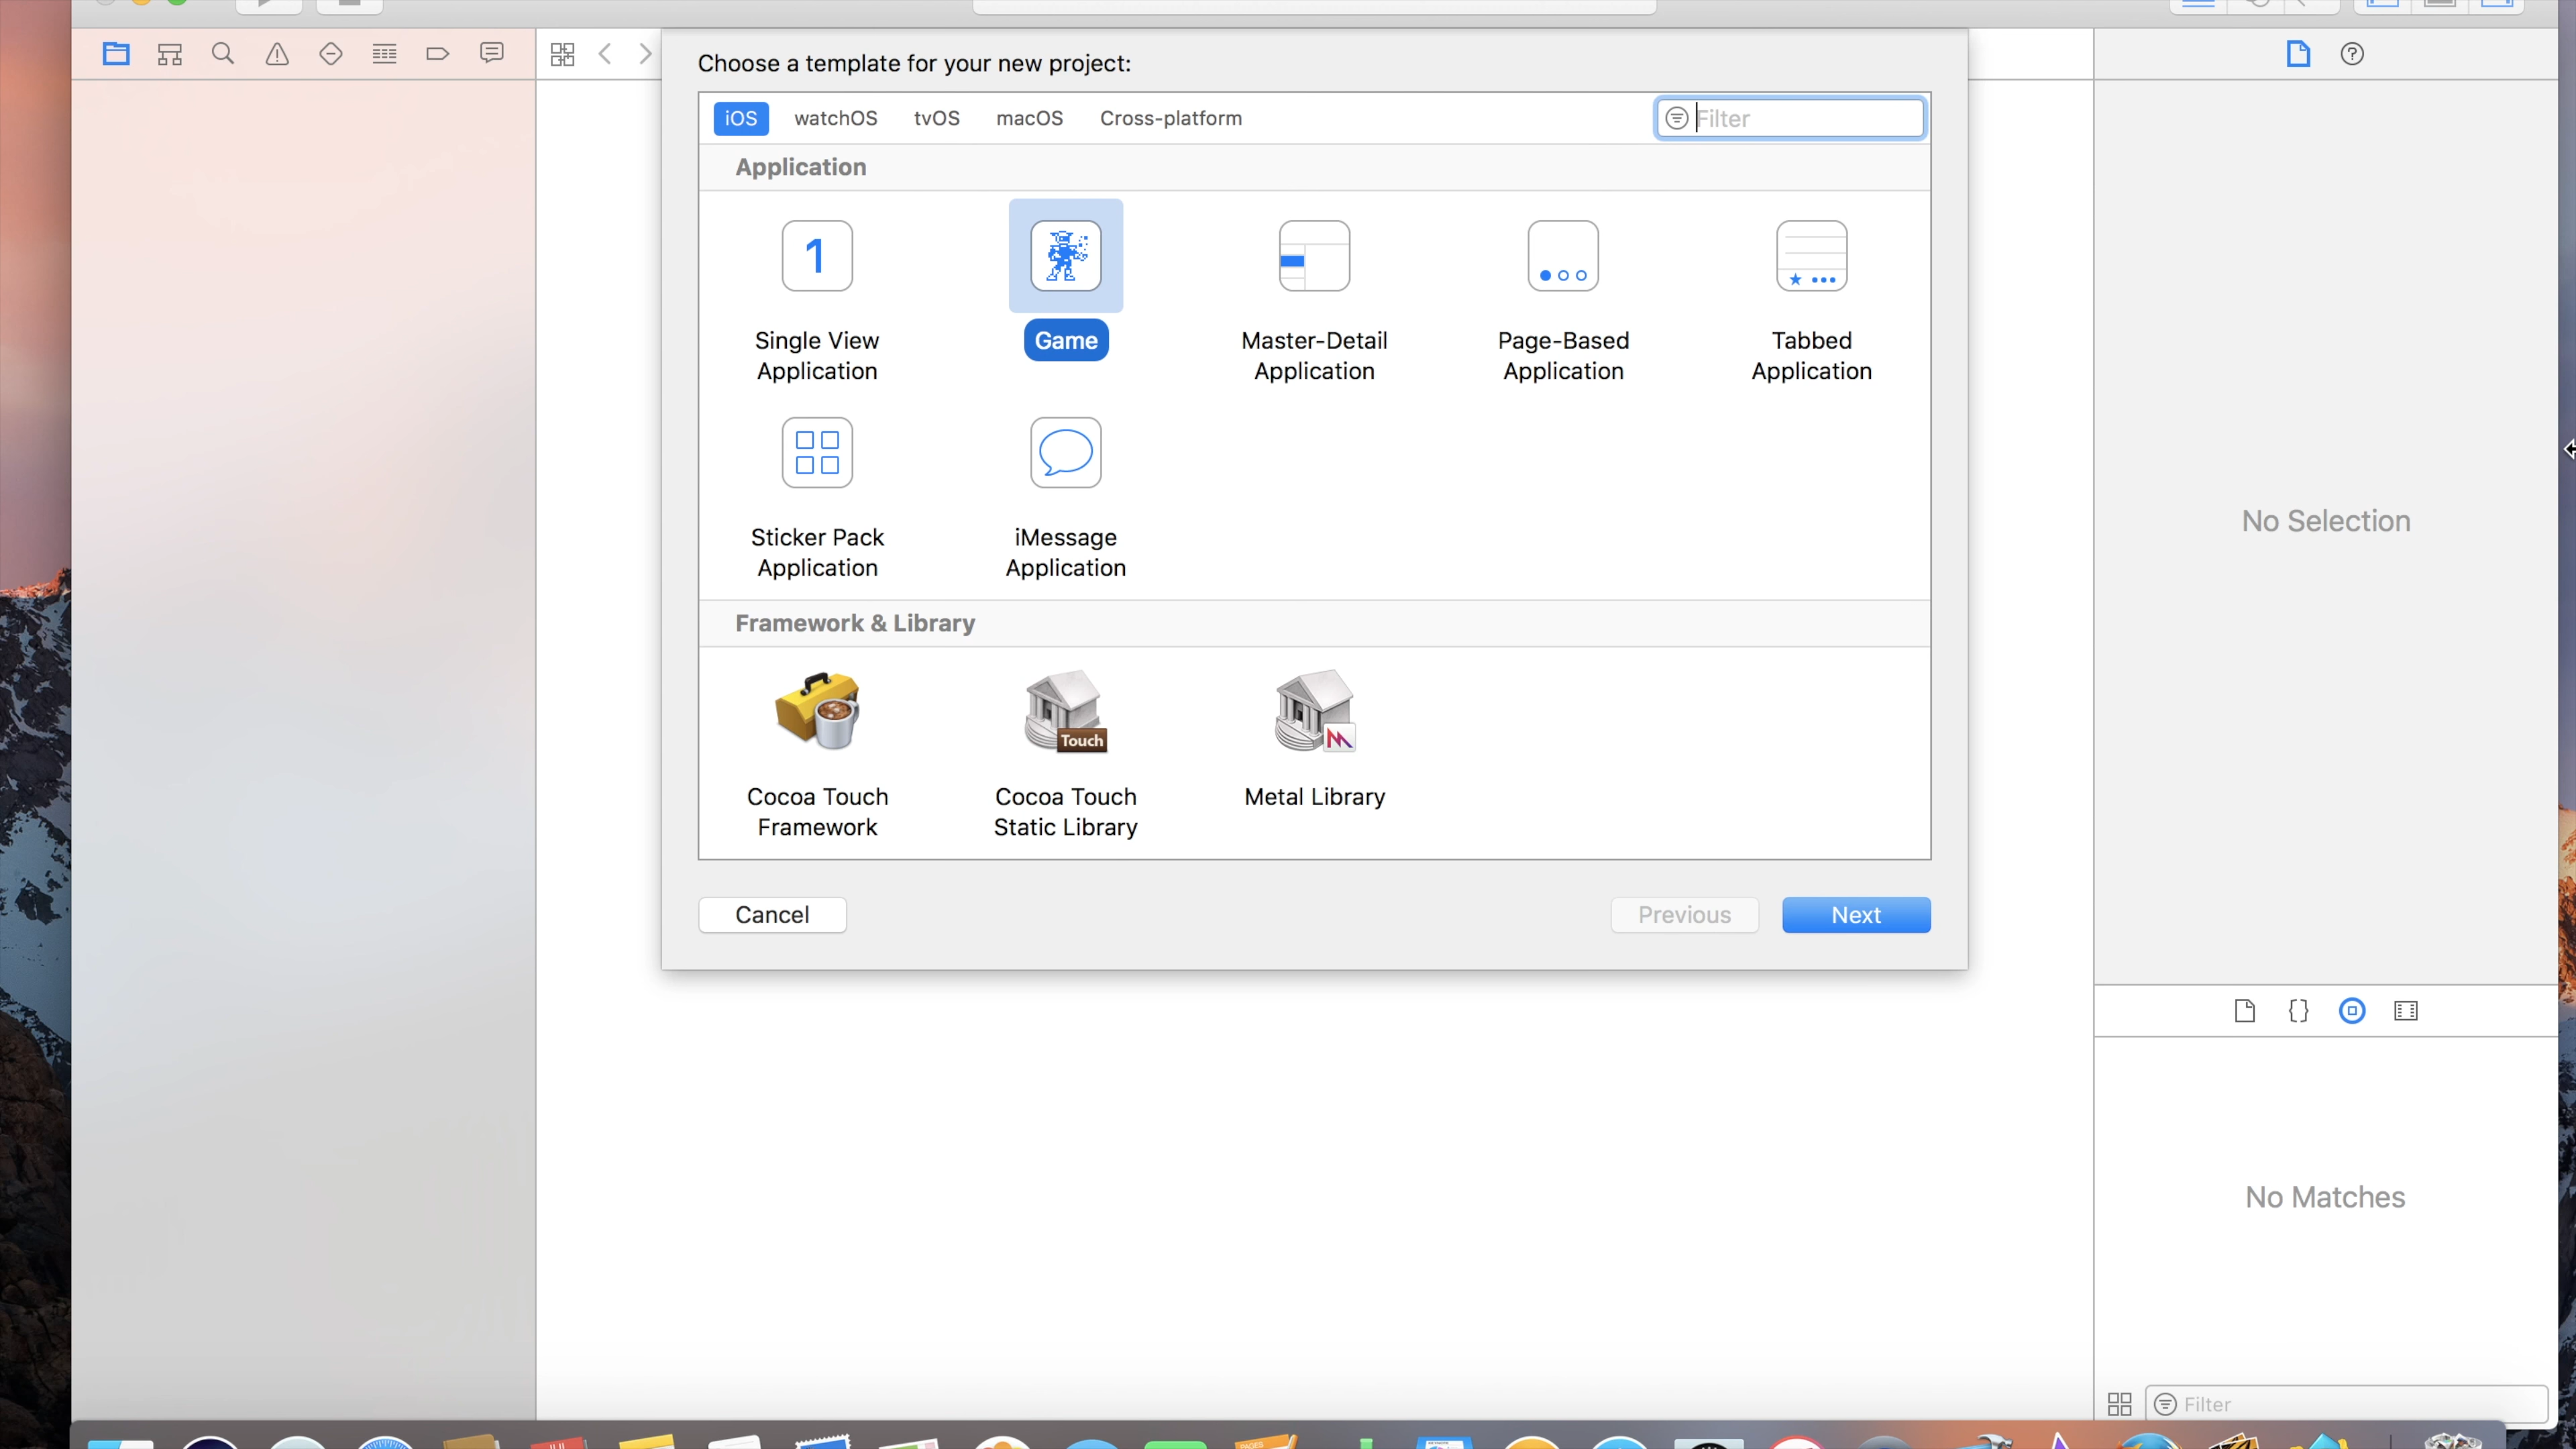 Choose a template for your new project:
iOS watchOS tvOS macOS Cross-platform Filter
Application
1
Single View Application
Game
Master-Detail Application
Page-Based Application
Tabbed Application
Sticker Pack Application
iMessage Application
Framework & Library
Touch
Cocoa Touch Framework
Cocoa Touch Static Library
Metal Library
Cancel Previous Next
No Selection
No Matches
Filter
PAGES